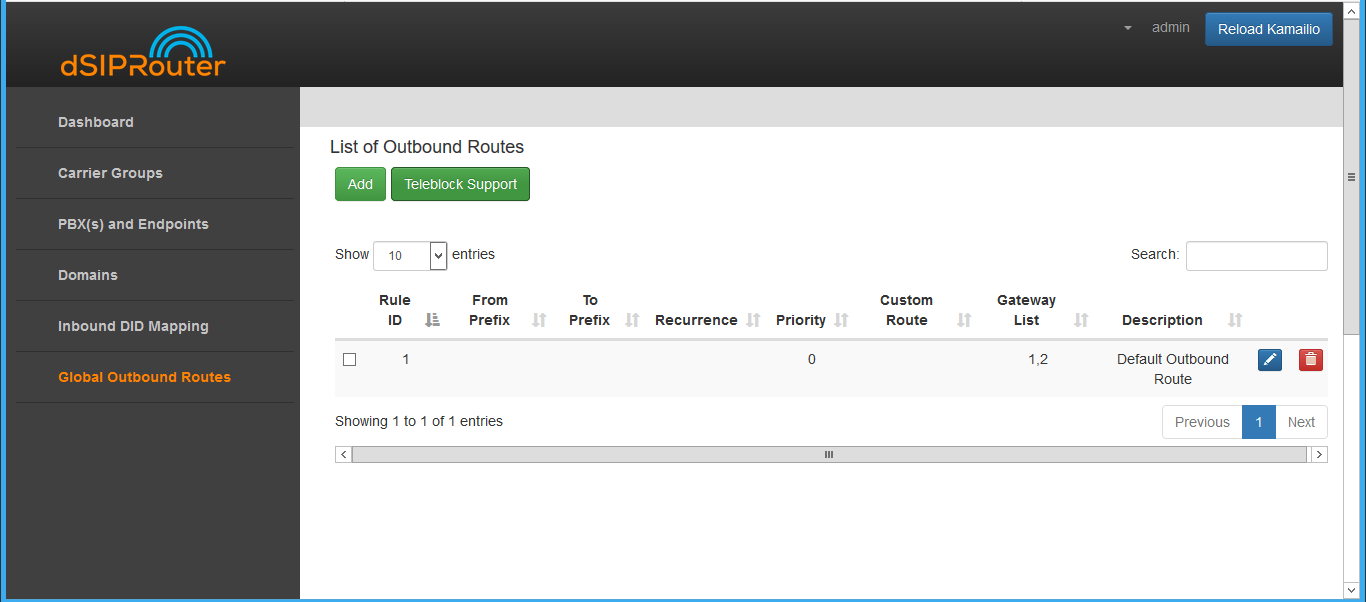 dSIPRouter
admin
Reload Kamailio
Dashboard
Carrier Groups
PBX(s) and Endpoints
Domains
Inbound DID Mapping
Global Outbound Routes
List of Outbound Routes
Add
Teleblock Support
Show 10 entries
Search:
Rule ID
From Prefix
To Prefix
Recurrence
Priority
Custom Route
Gateway List
Description
1 0 1,2 Default Outbound
Route
Showing 1 to 1 of 1 entries
Previous 1 Next